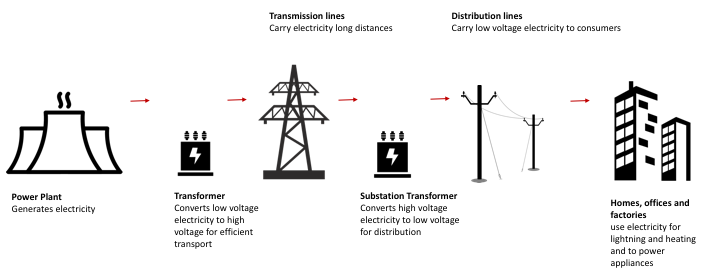 Transmission lines
Carry electricity long distances
Distribution lines
Carry low voltage electricity to consumers
Power Plant
Generates electricity
Transformer
Converts low voltage
electricity to high
voltage for efficient
transport
Substation Transformer
Converts high voltage
electricity to low voltage
for distribution
Homes, offices and
factories
use electricity for
lightning and heating
and to power
appliances